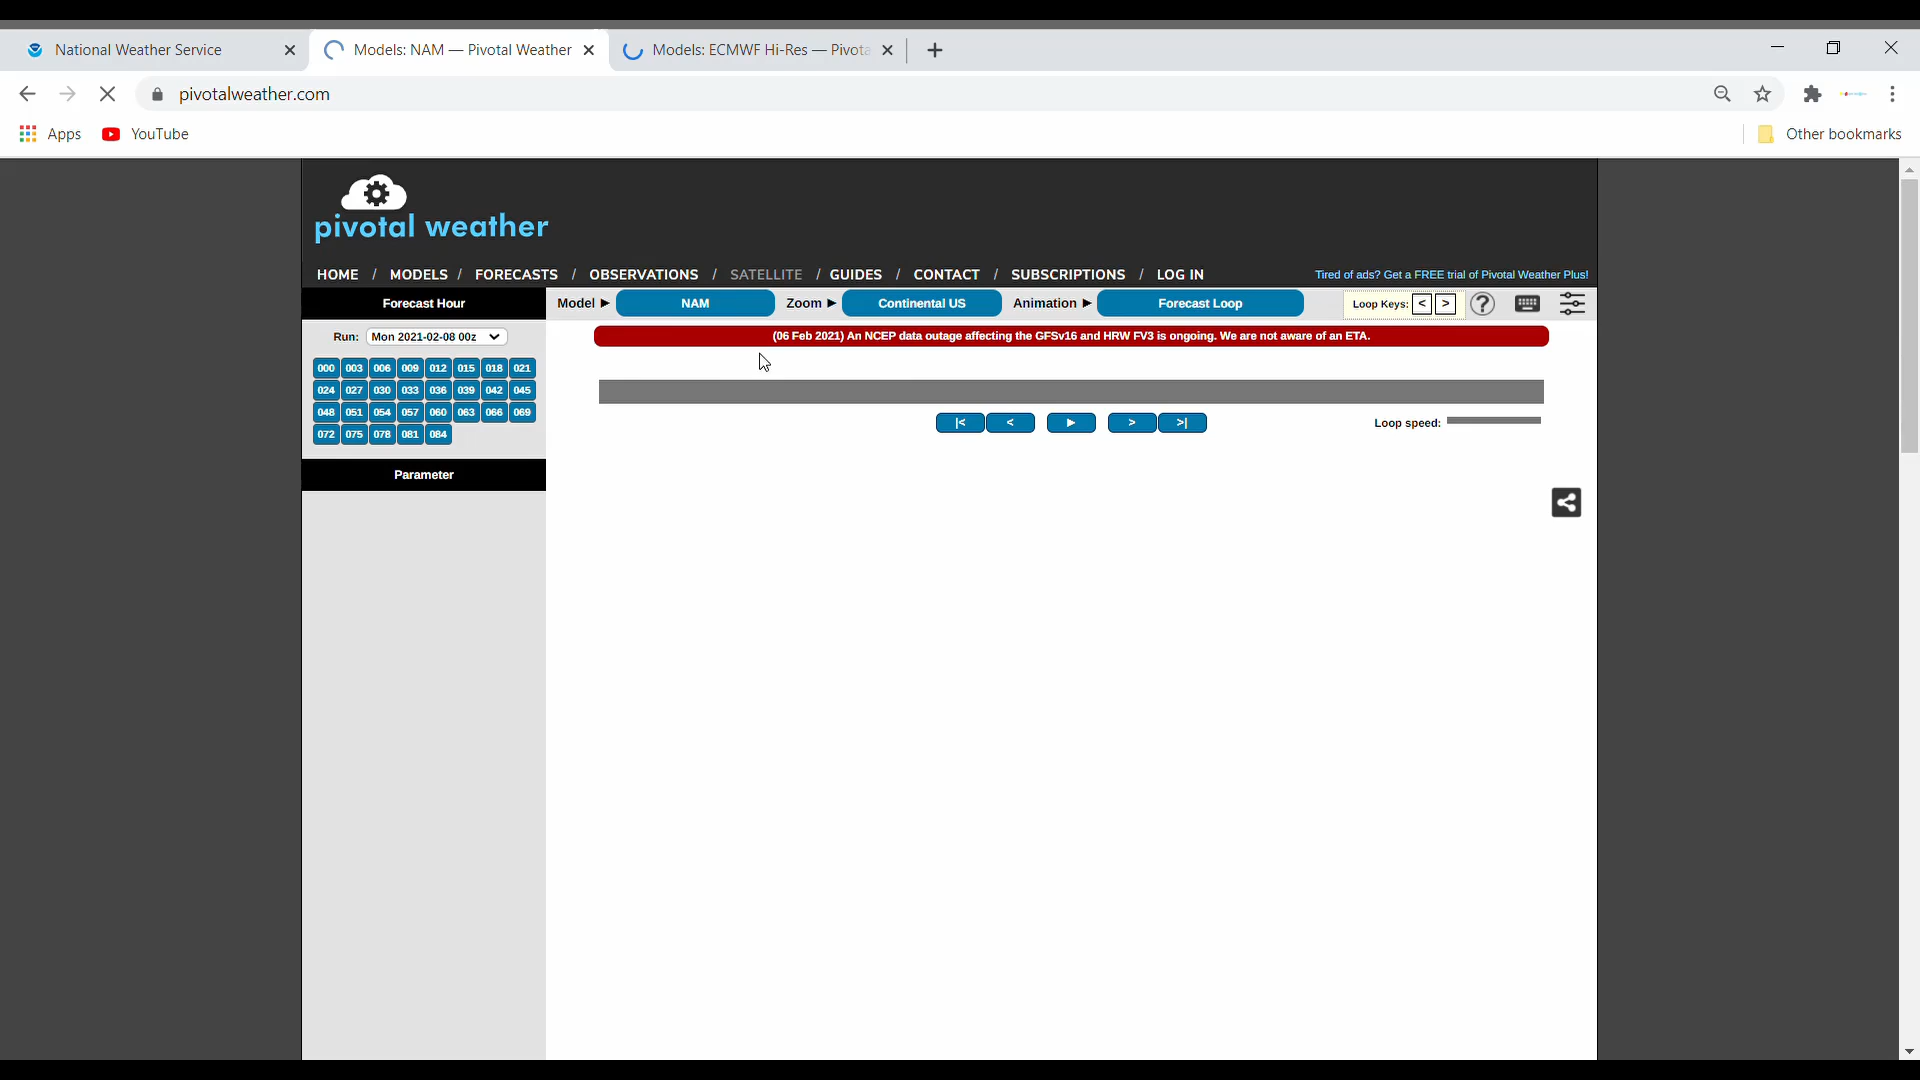 National Weather Service
Models: NAM — Pivotal Weather
Models: ECMWF Hi-Res — Pivota
pivotalweather.com
Apps
YouTube
Other bookmarks
pivotal weather
HOME / MODELS / FORECASTS / OBSERVATIONS / SATELLITE / GUIDES / CONTACT / SUBSCRIPTIONS / LOG IN
Tired of ads? Get a FREE trial of Pivotal Weather Plus!
Forecast Hour
Model ► NAM Zoom ► Continental US Animation ► Forecast Loop
Loop Keys: < > ?
Run: Mon 2021-02-08 00z
(06 Feb 2021) An NCEP data outage affecting the GFSv16 and HRW FV3 is ongoing. We are not aware of an ETA.
000 003 006 009 012 015 018 021
024 027 030 033 036 039 042 045
048 051 054 057 060 063 066 069
072 075 078 081 084
|< < ► > >|
Loop speed:
Parameter